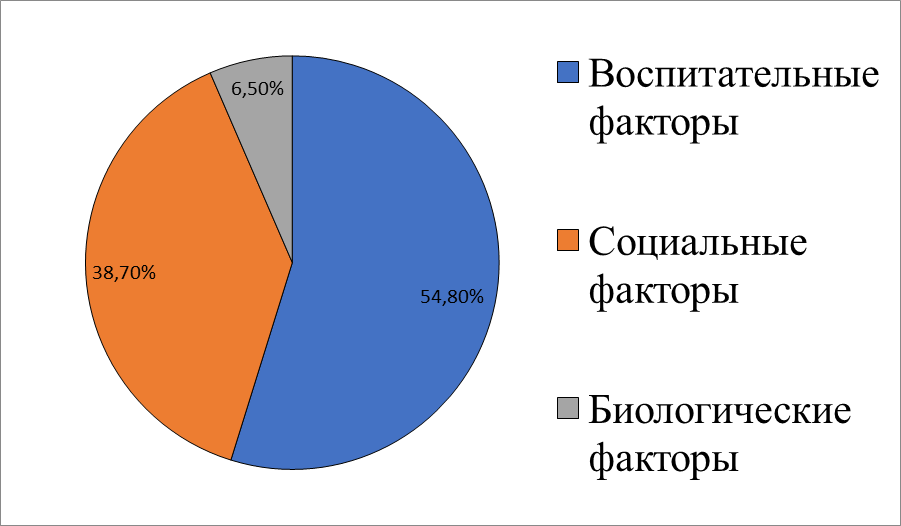 6,50%
38,70%
54,80%
Воспитательные
факторы
Социальные
факторы
Биологические
факторы